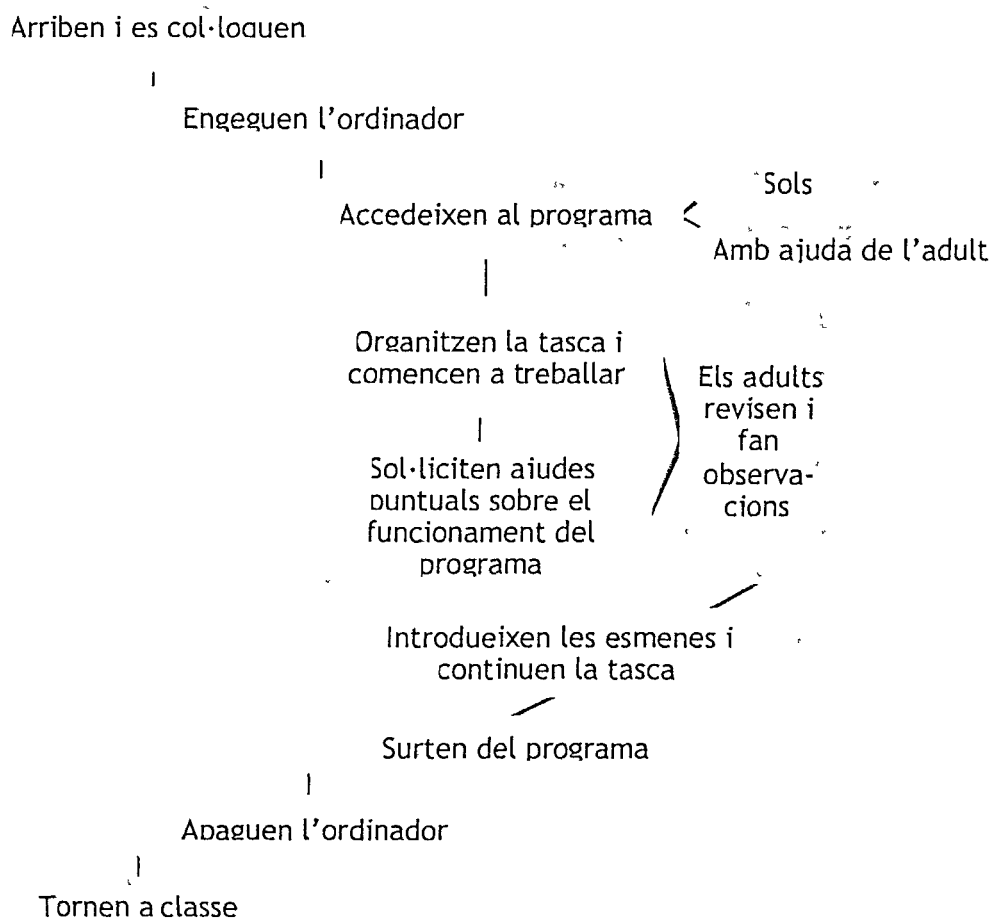 Arriben i es col·loquen
Engeguen l'ordinador
Accedeixen al programa
Sols
Amb ajuda de l'adult
Organitzen la tasca i
comencen a treballar
Els adults
revisen i
fan
observa-
cions
Sol·liciten ajudes
puntuals sobre el
funcionament del
programa
Introdueixen les esmenes i
continuen la tasca
Surten del programa
Apaguen l'ordinador
Tornen a classe